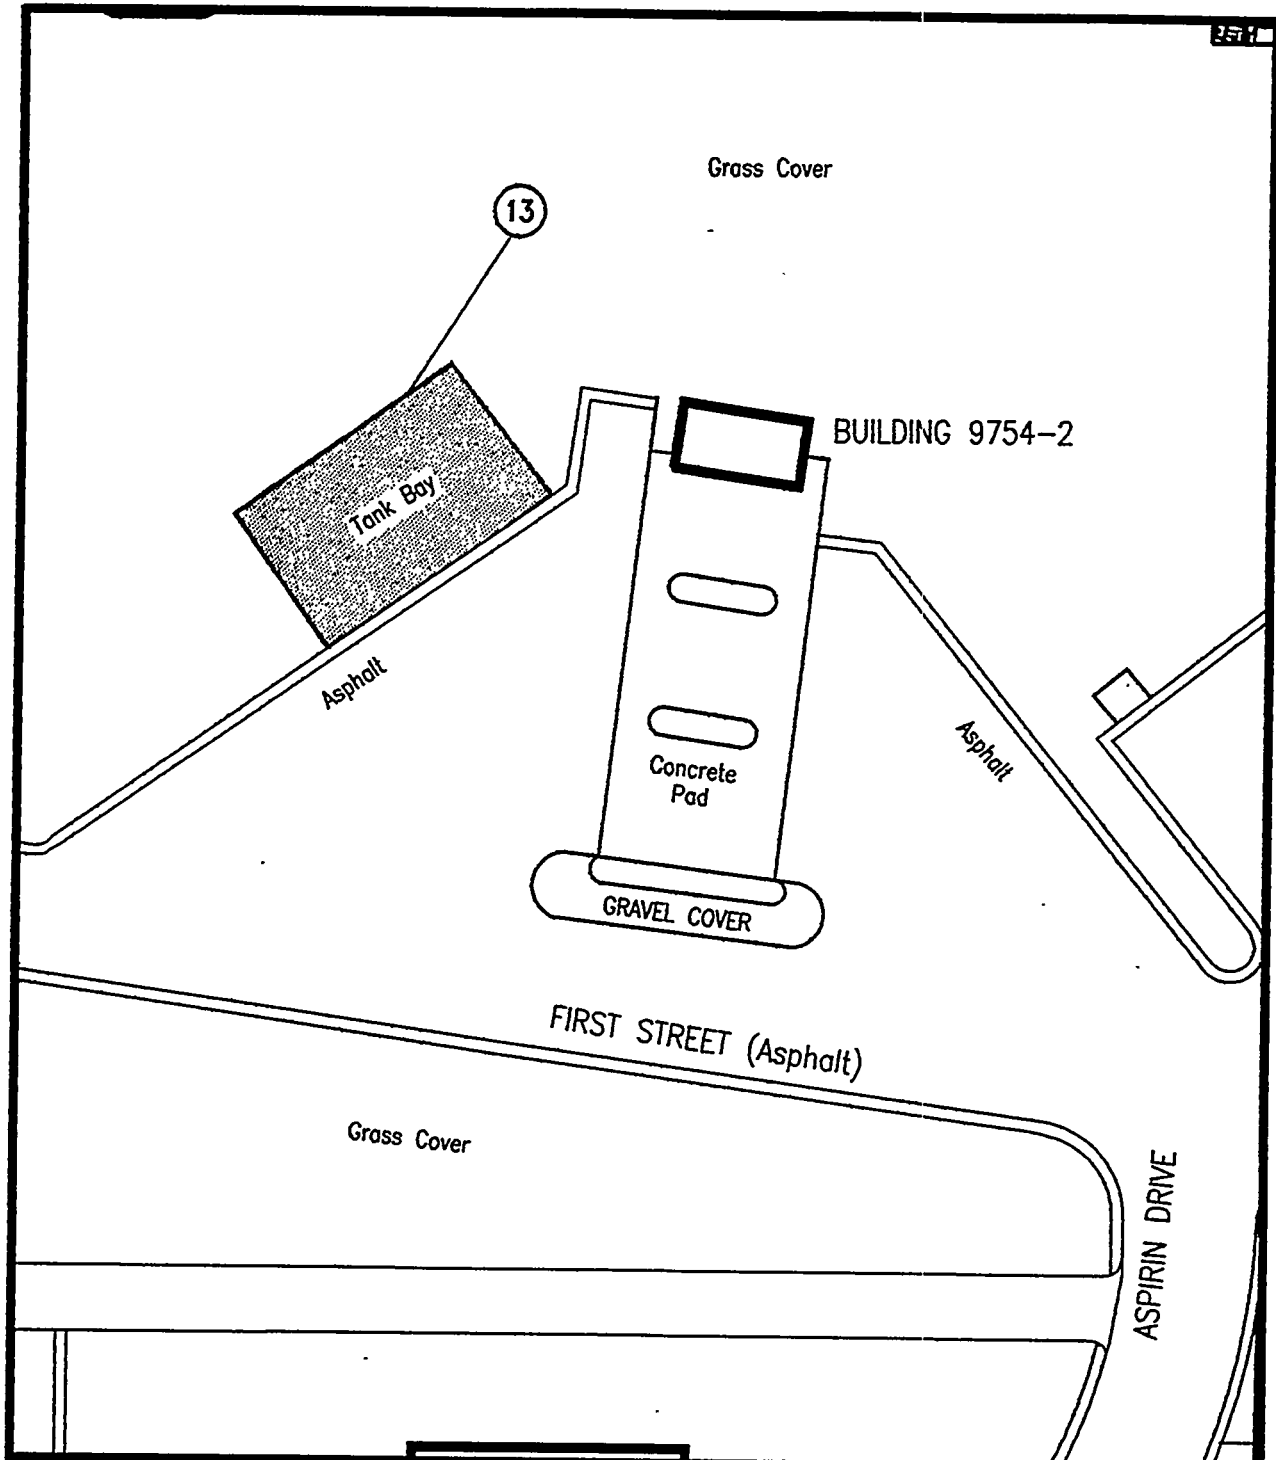 Grass Cover
13
BUILDING 9754-2
Tank Bay
Asphalt
Asphalt
Concrete
Pad
GRAVEL COVER
FIRST STREET (Asphalt)
Grass Cover
ASPIRIN DRIVE